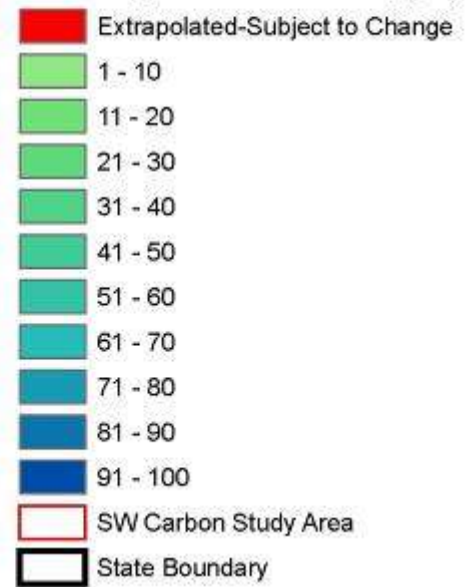 Extrapolated-Subject to Change
1 - 10
11 - 20
21 - 30
31 - 40
41 - 50
51 - 60
61 - 70
71 - 80
81 - 90
91 - 100
SW Carbon Study Area
State Boundary